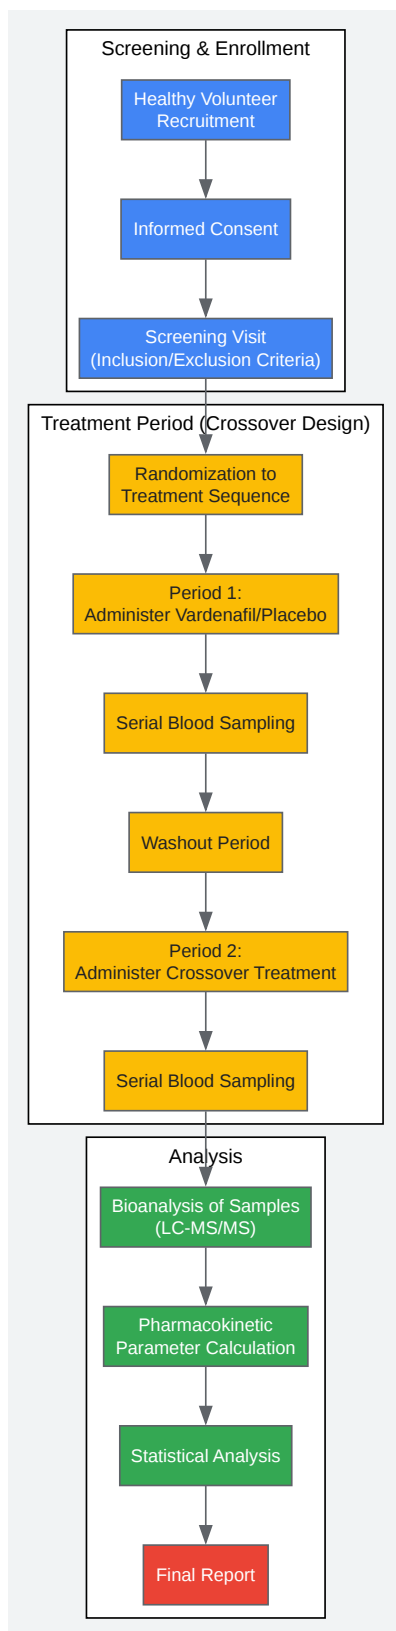 Screening & Enrollment
Healthy Volunteer
Recruitment
Informed Consent
Screening Visit
(Inclusion/Exclusion Criteria)
Treatment Period (Crossover Design)
Randomization to
Treatment Sequence
Period 1:
Administer Vardenafil/Placebo
Serial Blood Sampling
Washout Period
Period 2:
Administer Crossover Treatment
Serial Blood Sampling
Analysis
Bioanalysis of Samples
(LC-MS/MS)
Pharmacokinetic
Parameter Calculation
Statistical Analysis
Final Report